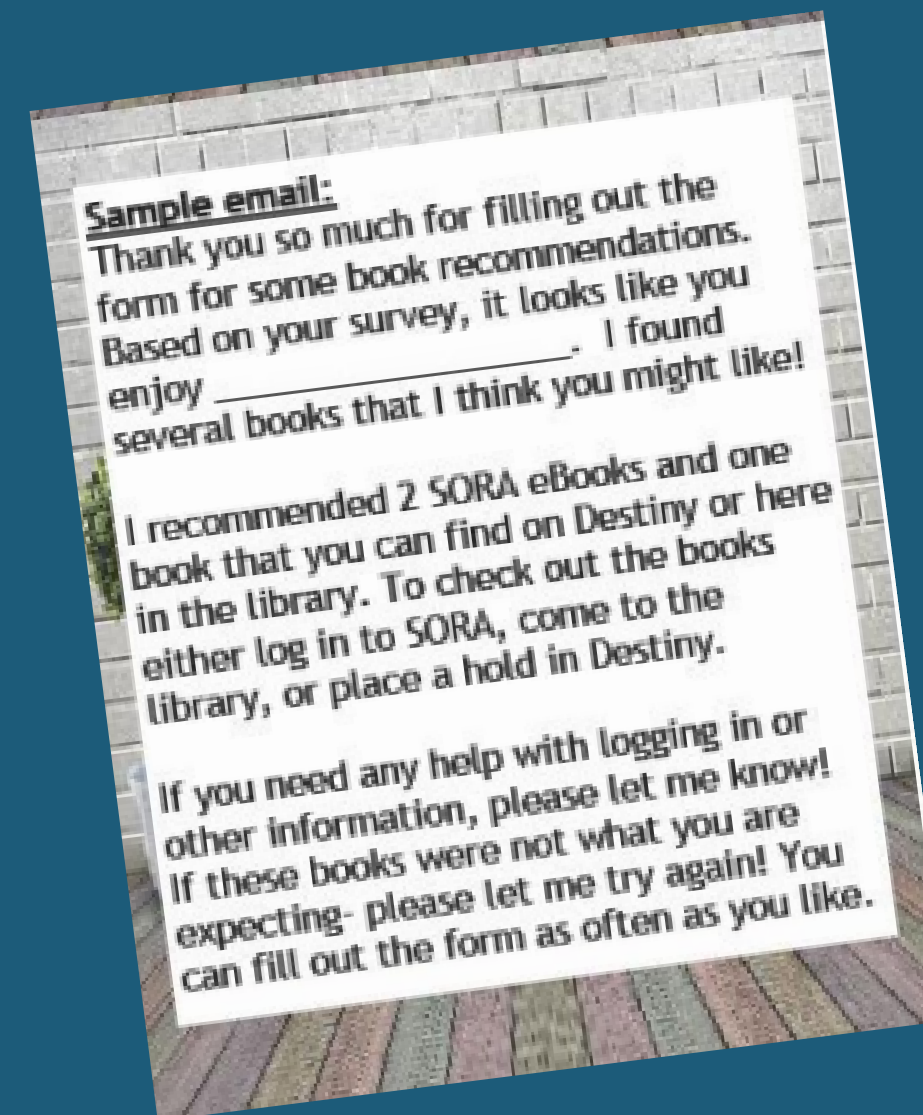 Sample email:
Thank you so much for filling out the
form for some book recommendations.
Based on your survey, it looks like you
enjoy ____________________.  I found
several books that I think you might like!
I recommended 2 SORA eBooks and one
book that you can find on Destiny or here
in the library. To check out the books
either log in to SORA, come to the
library, or place a hold in Destiny.
If you need any help with logging in or
other information, please let me know!
If these books were not what you are
expecting- please let me try again! You
can fill out the form as often as you like.